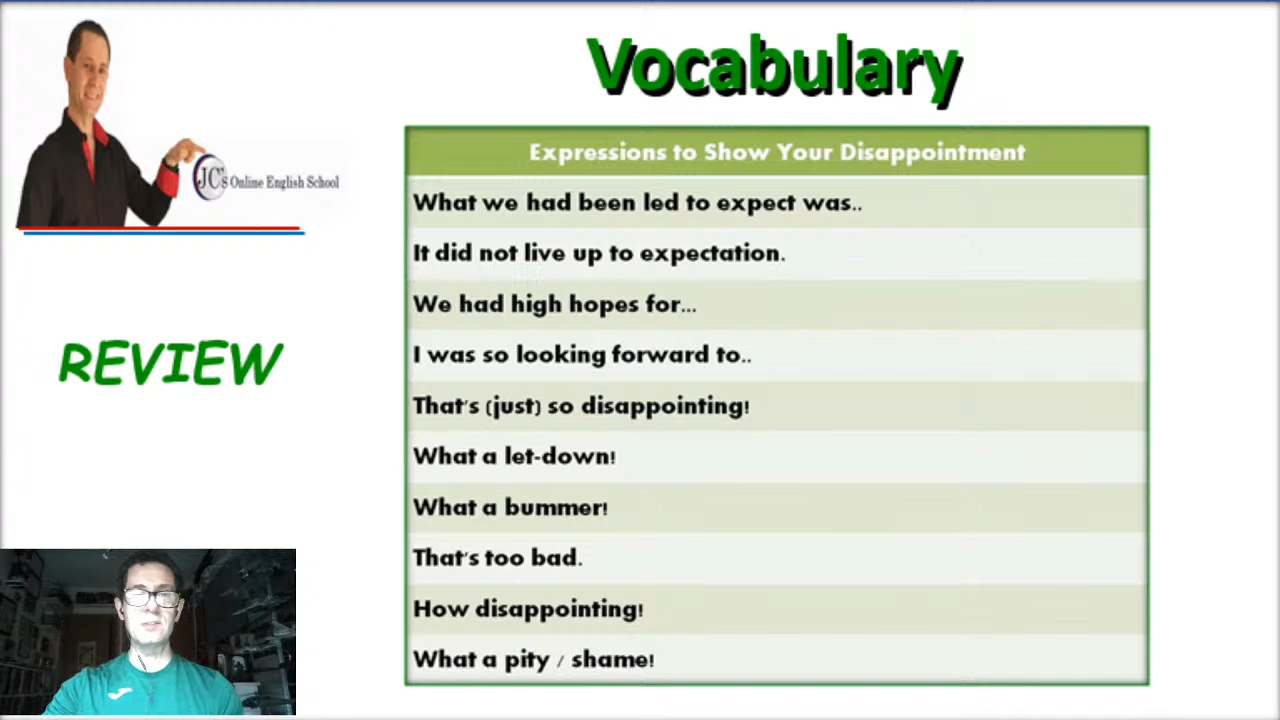 Vocabulary
JC's Online English School
REVIEW
Expressions to Show Your Disappointment
What we had been led to expect was..
It did not live up to expectation.
We had high hopes for...
I was so looking forward to..
That's (just) so disappointing!
What a let-down!
What a bummer!
That's too bad.
How disappointing!
What a pity / shame!